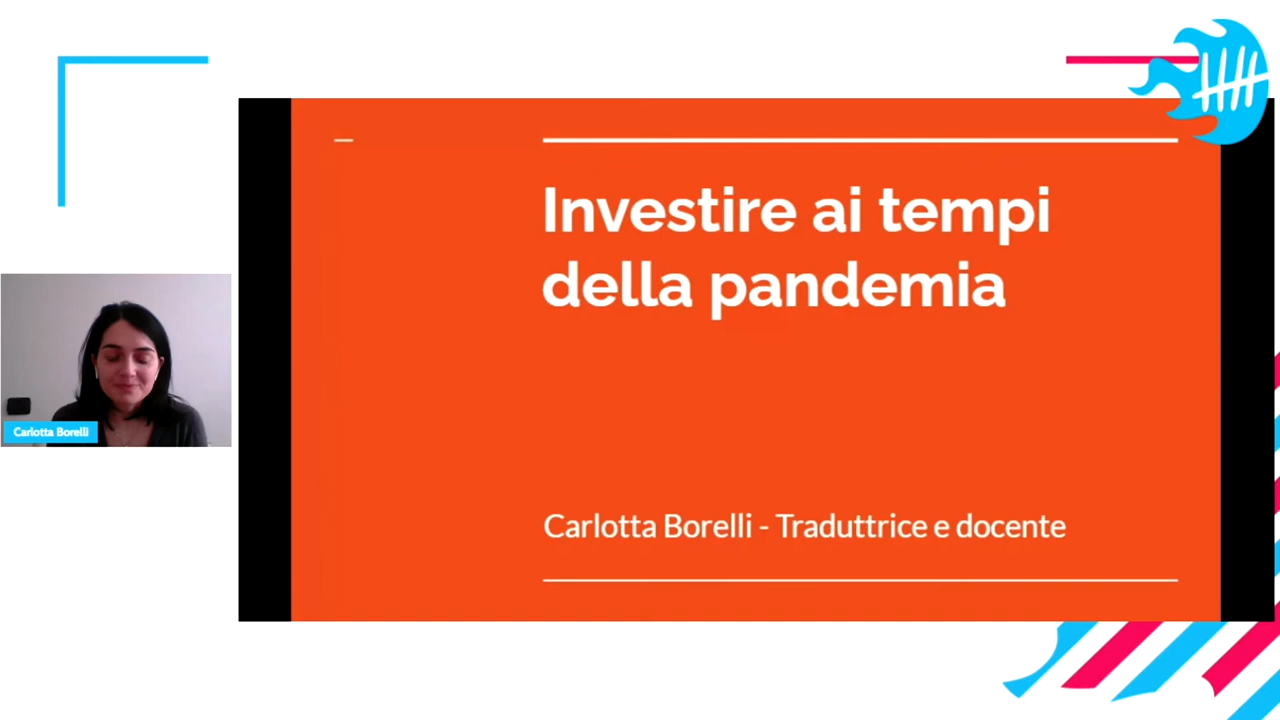 Investire ai tempi
della pandemia
Carlotta Borelli
Carlotta Borelli - Traduttrice e docente